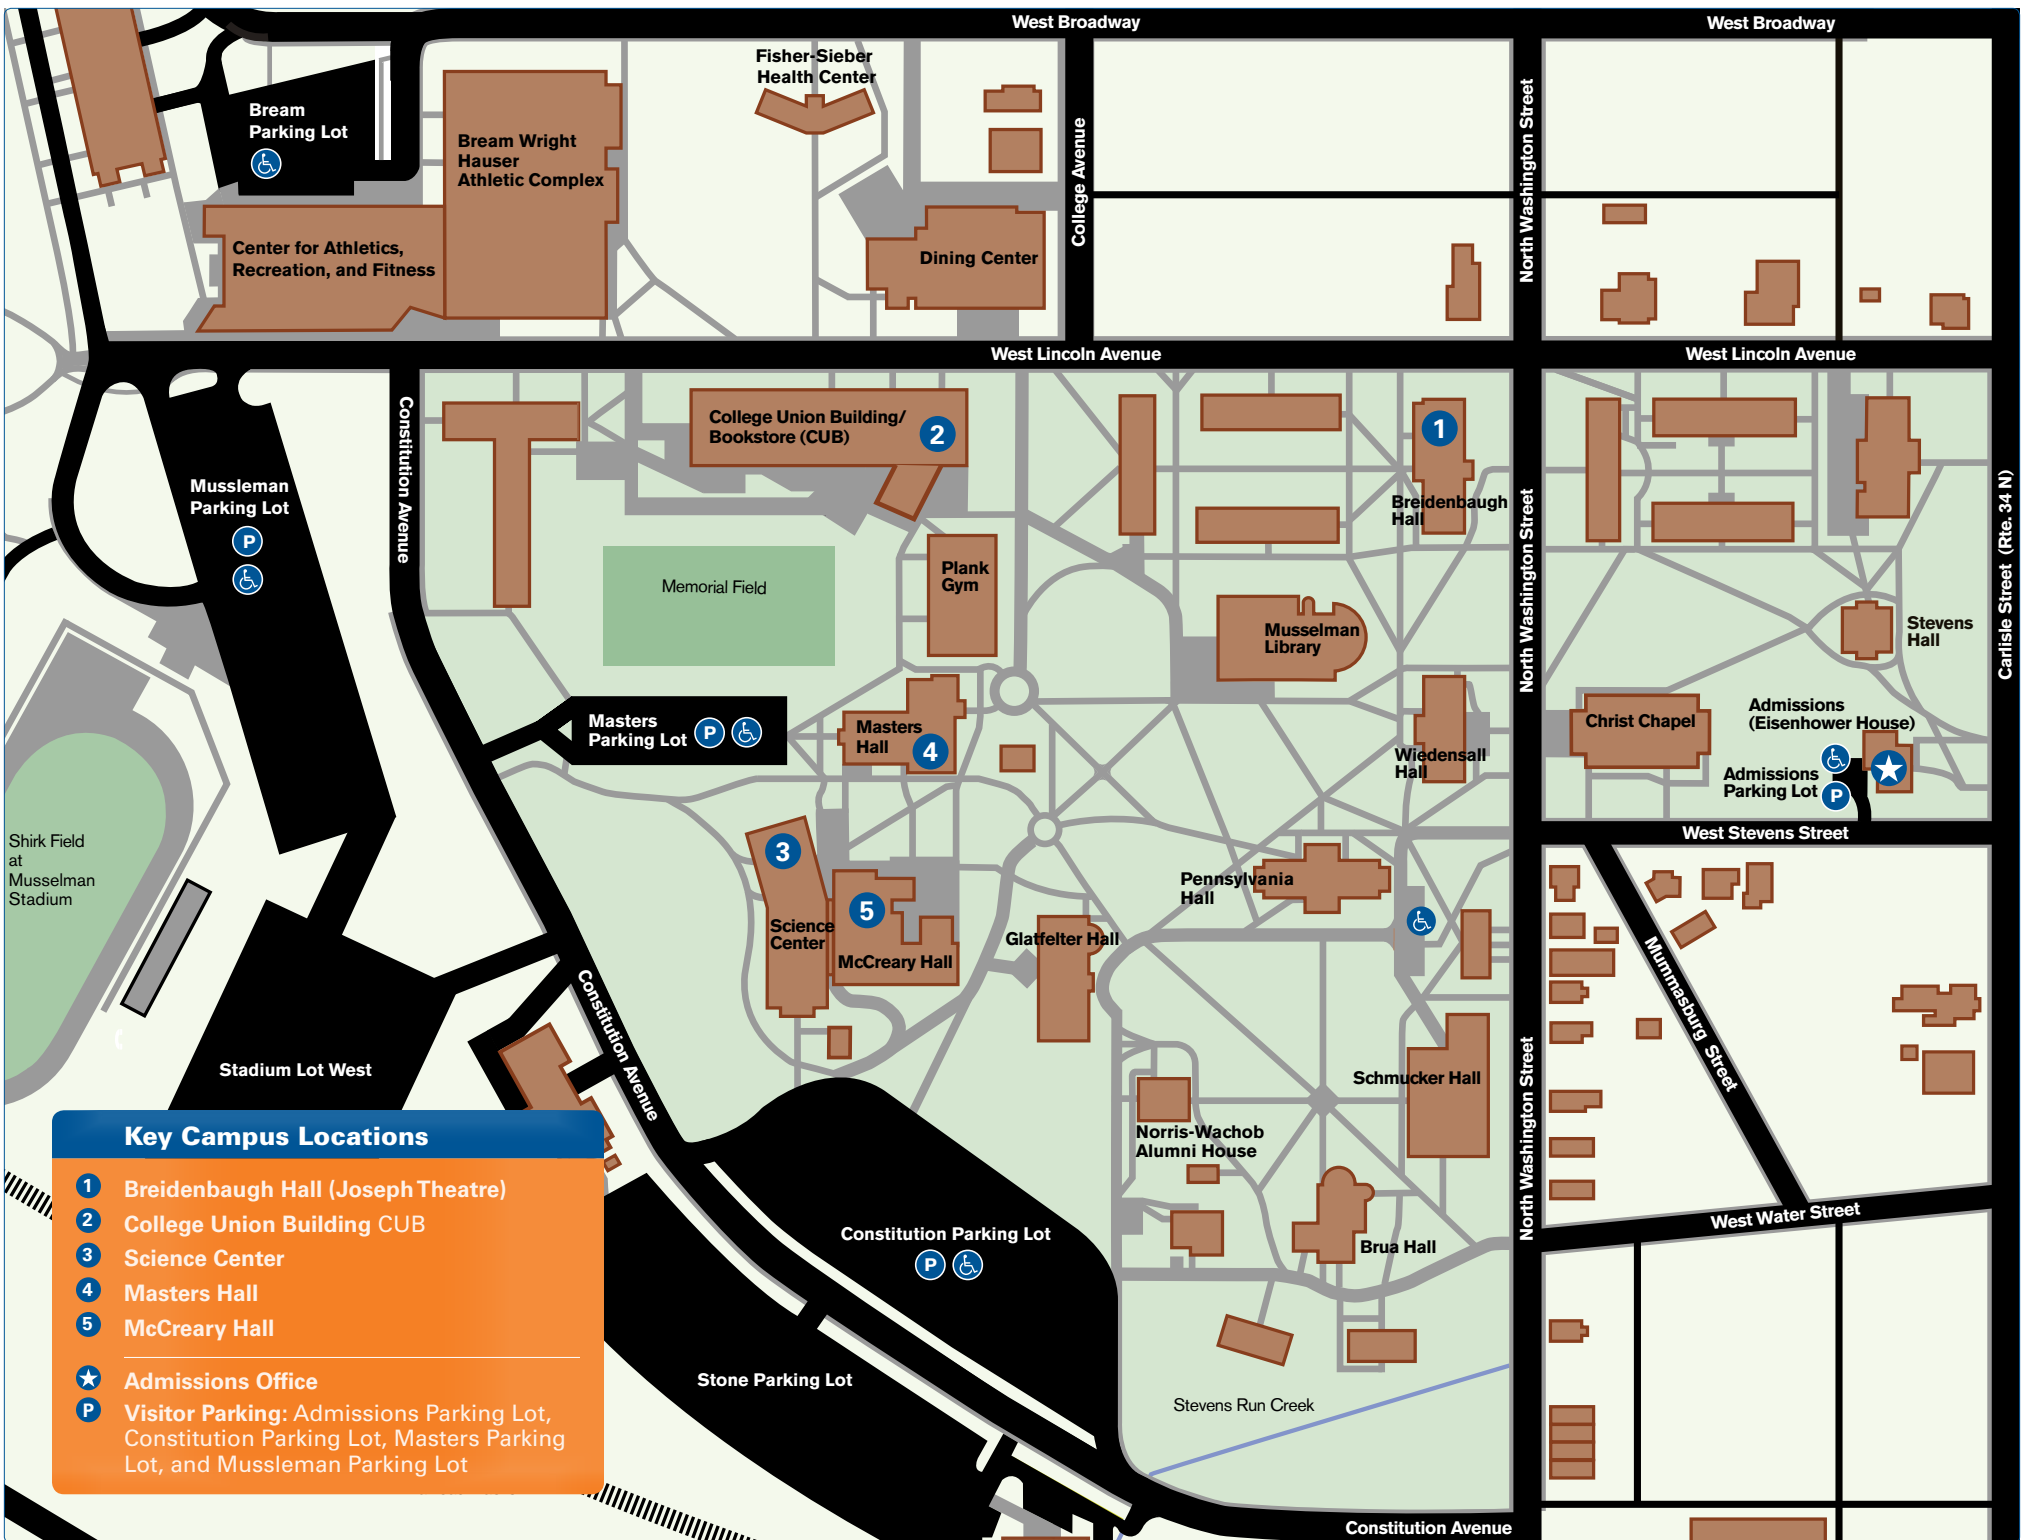 West Broadway
West Broadway
Fisher-Sieber
Health Center
Bream
Parking Lot
Bream Wright
Hauser
Athletic Complex
College Avenue
North Washington Street
Center for Athletics,
Recreation, and Fitness
Dining Center
West Lincoln Avenue
West Lincoln Avenue
Constitution Avenue
College Union Building/
Bookstore (CUB)
2
1
Breidenbaugh
Hall
Mussleman
Parking Lot
P
North Washington Street
Carlisle Street (Rte. 34 N)
Memorial Field
Plank
Gym
Musselman
Library
Stevens
Hall
Masters
Parking Lot
P
Masters
Hall
4
Wiedensall
Hall
Christ Chapel
Admissions
(Eisenhower House)
Admissions
Parking Lot
P
Shirk Field
at
Musselman
Stadium
3
West Stevens Street
Pennsylvania
Hall
5
Science
Center
McCreary Hall
Glatfelter Hall
Mummasburg Street
Constitution Avenue
Stadium Lot West
Schmucker Hall
North Washington Street
Norris-Wachob
Alumni House
West Water Street
Constitution Parking Lot
P
Brua Hall
Stone Parking Lot
Stevens Run Creek
Constitution Avenue
Key Campus Locations
1 Breidenbaugh Hall (Joseph Theatre)
2 College Union Building CUB
3 Science Center
4 Masters Hall
5 McCreary Hall
Admissions Office
P Visitor Parking: Admissions Parking Lot,
Constitution Parking Lot, Masters Parking
Lot, and Mussleman Parking Lot